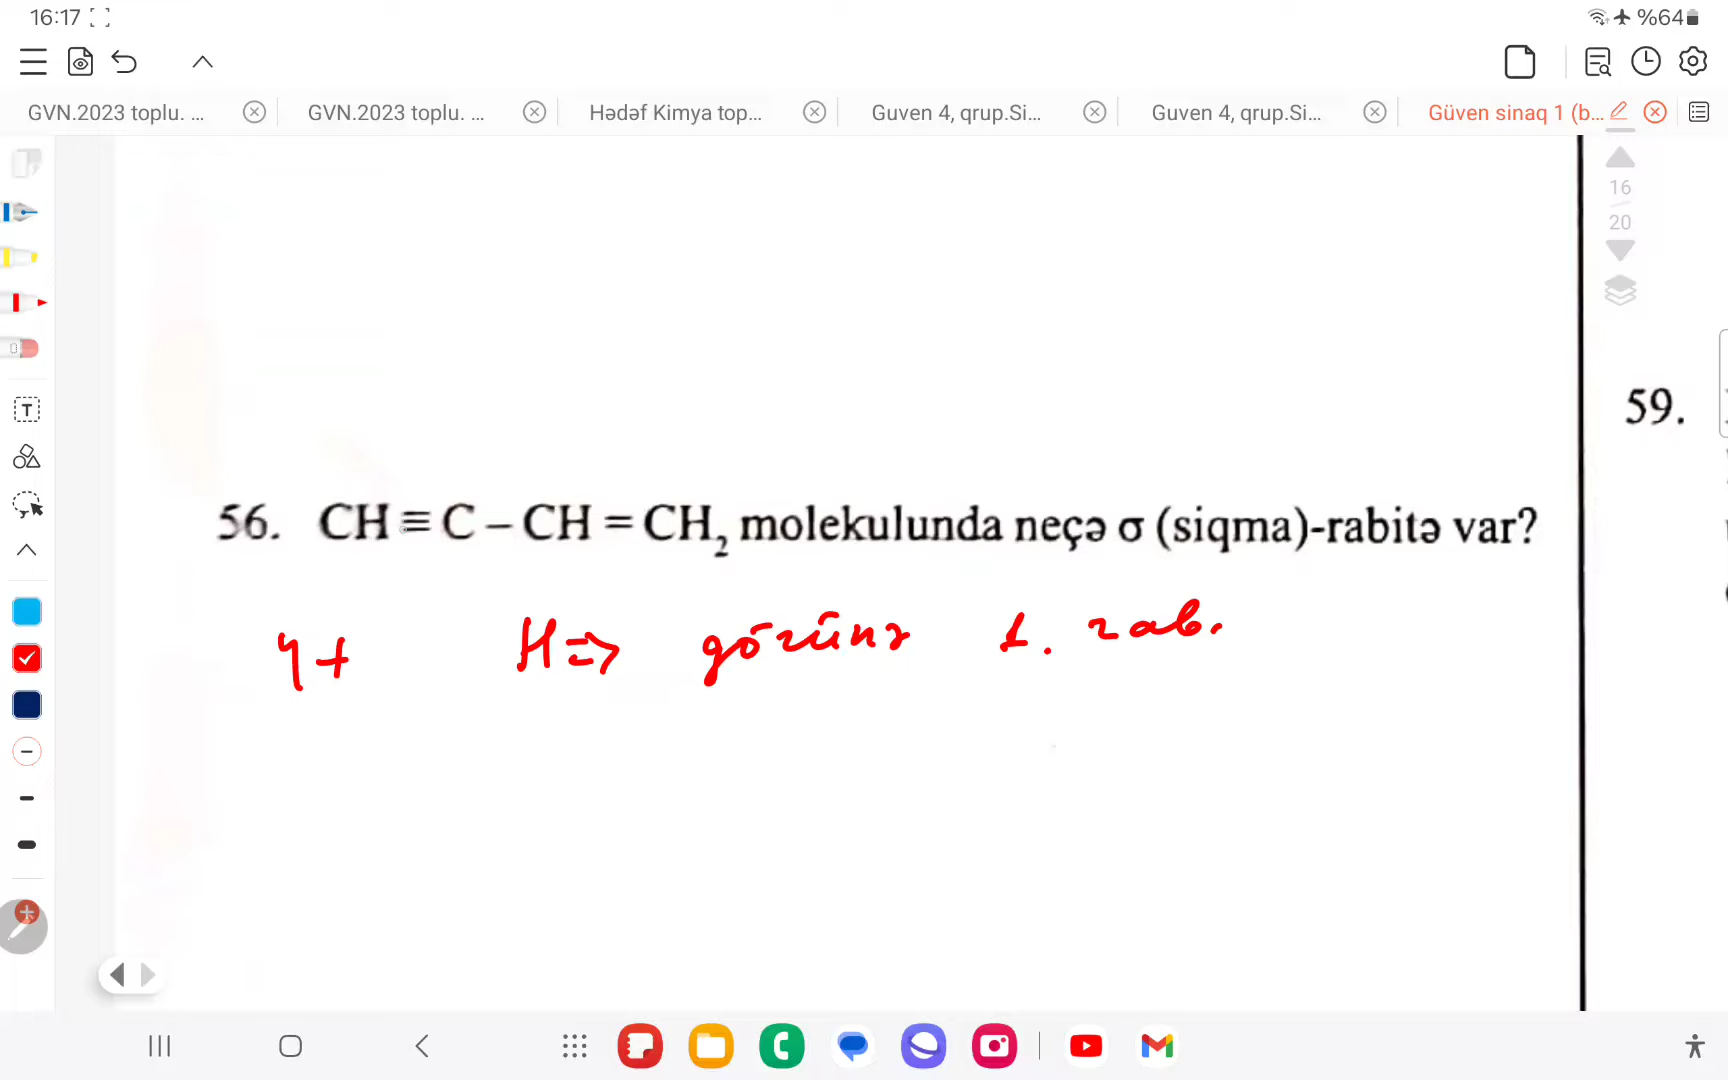 16:17
%64
GVN.2023 toplu. ...
GVN.2023 toplu. ...
Hədəf Kimya top...
Guven 4, qrup.Si...
Guven 4, qrup.Si...
Güven sinaq 1 (b...
16
20
T
59.
56. CH ≡ C – CH = CH₂ molekulunda neçə σ (siqma)-rabitə var?
4+ H => görünə 1. rab.